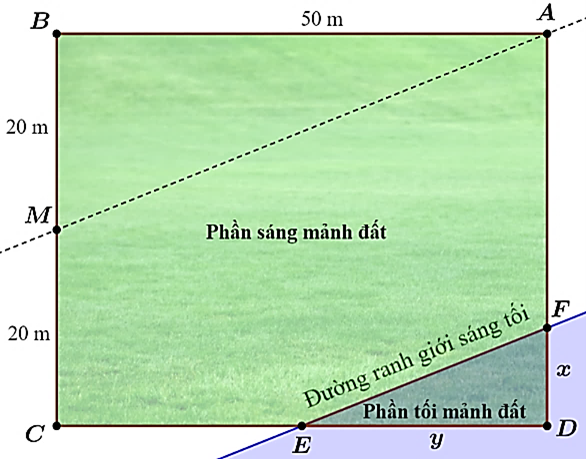 B
50 m
A
20 m
M
Phần sáng mảnh đất
20 m
Đường ranh giới sáng tối
F
x
Phần tối mảnh đất
C
E
y
D